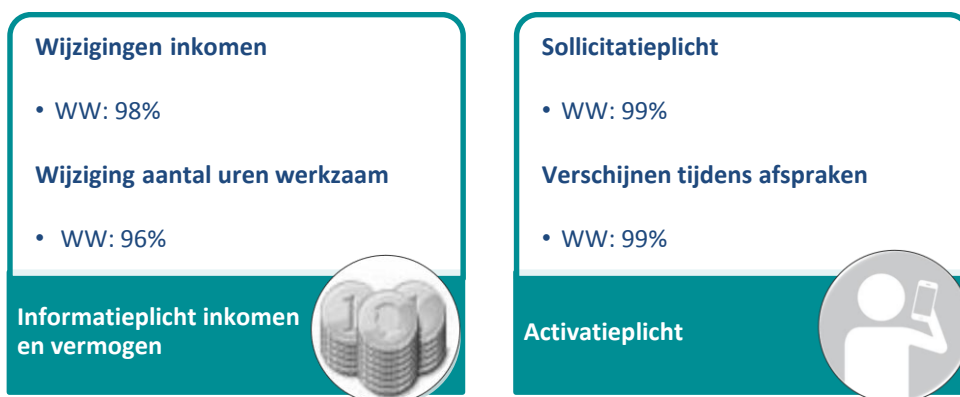 Wijzigingen inkomen
• WW: 98%
Wijziging aantal uren werkzaam
• WW: 96%
Informatieplicht inkomen
en vermogen
Sollicitatieplicht
• WW: 99%
Verschijnen tijdens afspraken
• WW: 99%
Activatieplicht